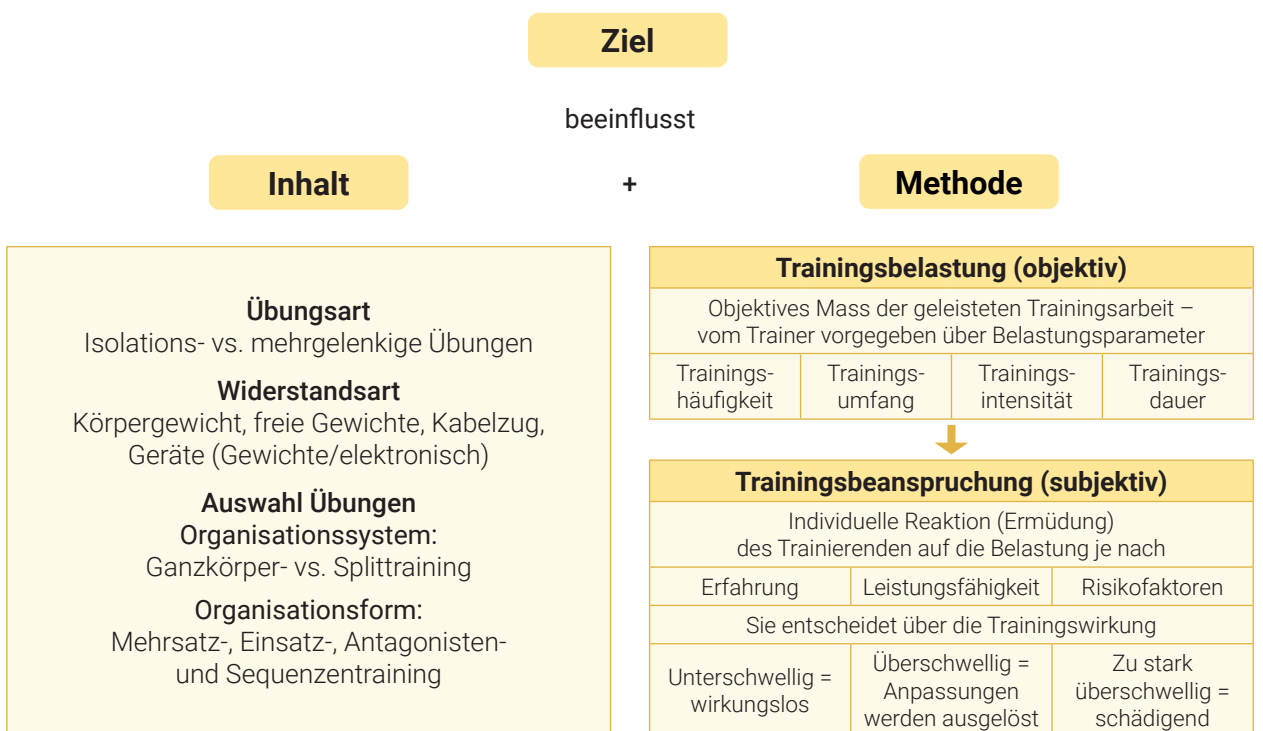 Ziel
beeinflusst
Inhalt
+
Methode
Übungsart
Isolations- vs. mehrgelenkige Übungen
Widerstandsart
Körpergewicht, freie Gewichte, Kabelzug,
Geräte (Gewichte/elektronisch)
Auswahl Übungen
Organisationssystem:
Ganzkörper- vs. Splittraining
Organisationsform:
Mehrsatz-, Einsatz-, Antagonisten-
und Sequenzentraining
Trainingsbelastung (objektiv)
Objektives Mass der geleisteten Trainingsarbeit –
vom Trainer vorgegeben über Belastungsparameter
Trainings-
häufigkeit
Trainings-
umfang
Trainings-
intensität
Trainings-
dauer
Trainingsbeanspruchung (subjektiv)
Individuelle Reaktion (Ermüdung)
des Trainierenden auf die Belastung je nach
Erfahrung
Leistungsfähigkeit
Risikofaktoren
Sie entscheidet über die Trainingswirkung
Unterschwellig =
wirkungslos
Überschwellig =
Anpassungen
werden ausgelöst
Zu stark
überschwellig =
schädigend